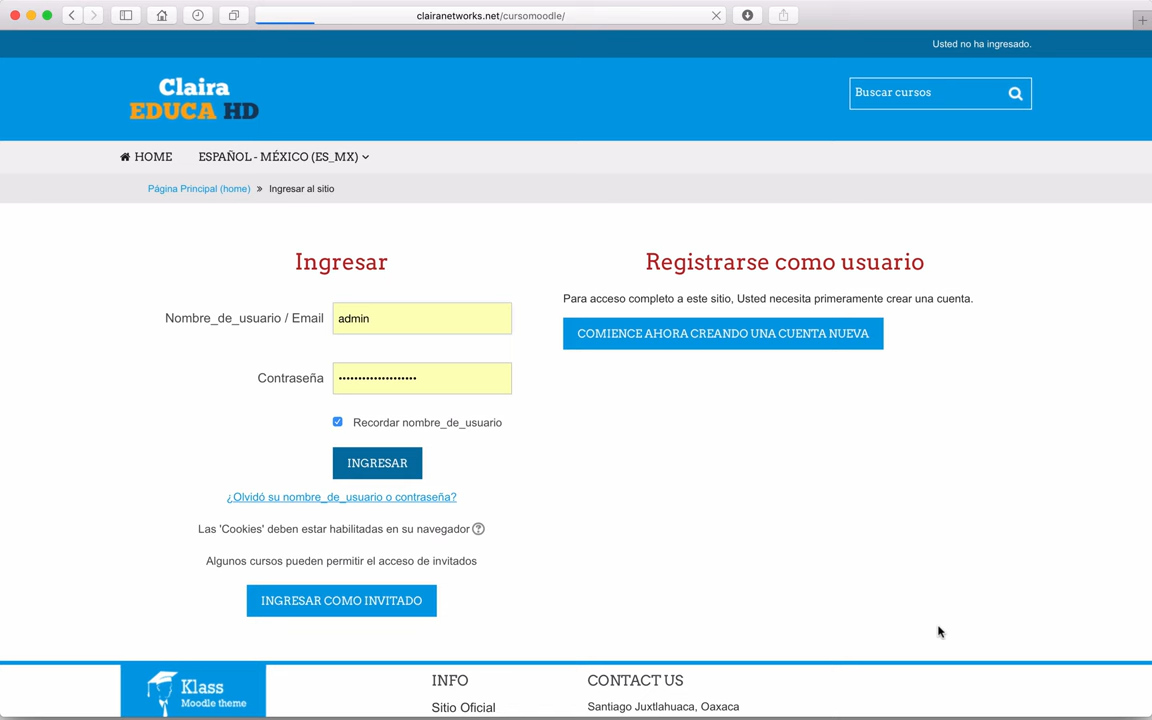 clairanetworks.net/cursomoodle/
Usted no ha ingresado.
Claira
EDUCA HD
Buscar cursos
HOME
ESPAÑOL - MÉXICO (ES_MX)
Página Principal (home) » Ingresar al sitio
Ingresar
Nombre_de_usuario / Email
admin
Contraseña
••••••••••••••••••••
Recordar nombre_de_usuario
INGRESAR
¿Olvidó su nombre_de_usuario o contraseña?
Las 'Cookies' deben estar habilitadas en su navegador ?
Algunos cursos pueden permitir el acceso de invitados
INGRESAR COMO INVITADO
Registrarse como usuario
Para acceso completo a este sitio, Usted necesita primeramente crear una cuenta.
COMIENCE AHORA CREANDO UNA CUENTA NUEVA
Klass
Moodle theme
INFO
Sitio Oficial
CONTACT US
Santiago Juxtlahuaca, Oaxaca